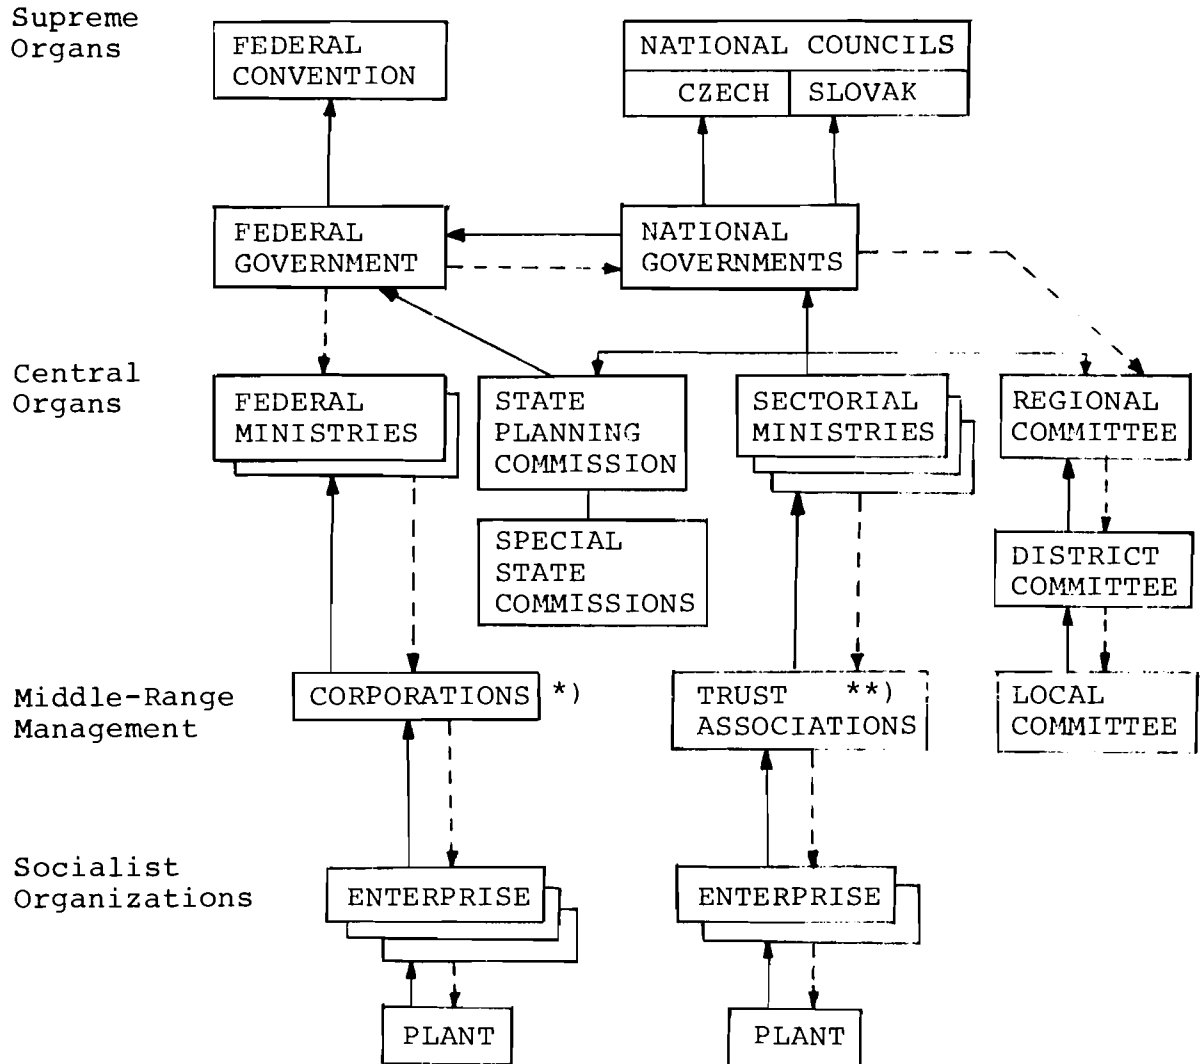 Supreme
Organs
FEDERAL
CONVENTION
NATIONAL COUNCILS
CZECH
SLOVAK
FEDERAL
GOVERNMENT
NATIONAL
GOVERNMENTS
Central
Organs
FEDERAL
MINISTRIES
STATE
PLANNING
COMMISSION
SECTORIAL
MINISTRIES
REGIONAL
COMMITTEE
SPECIAL
STATE
COMMISSIONS
DISTRICT
COMMITTEE
Middle-Range
Management
CORPORATIONS *)
TRUST **)
ASSOCIATIONS
LOCAL
COMMITTEE
Socialist
Organizations
ENTERPRISE
ENTERPRISE
PLANT
PLANT